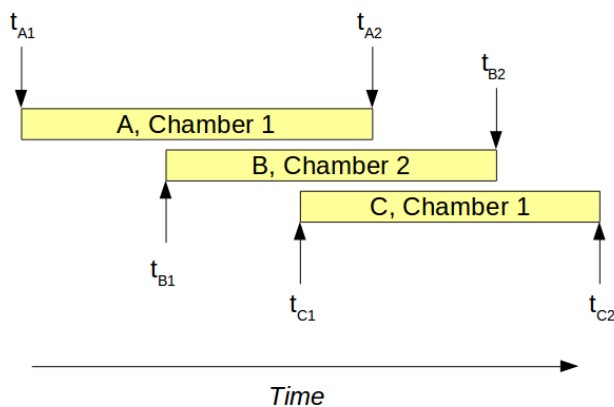 tA1
tA2
tB2
A, Chamber 1
B, Chamber 2
C, Chamber 1
tB1
tC1
tC2
Time